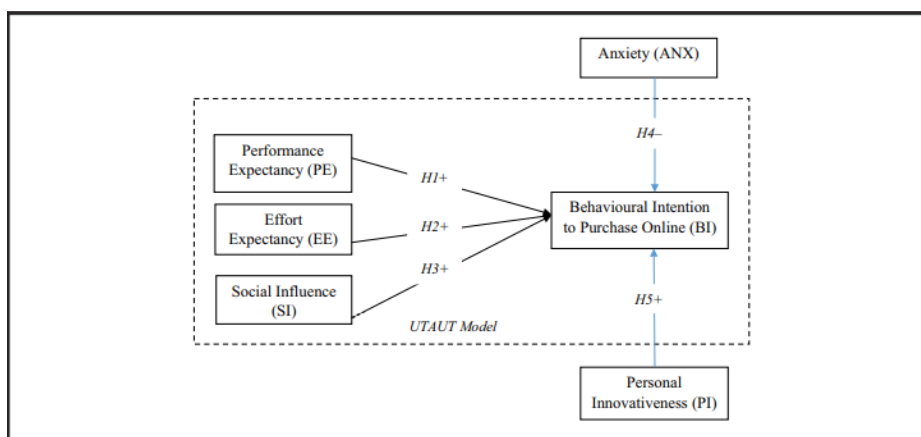 Anxiety (ANX)
H4–
Performance
Expectancy (PE)
H1+
Effort
Expectancy (EE)
H2+
Behavioural Intention
to Purchase Online (BI)
H3+
Social Influence
(SI)
H5+
UTAUT Model
Personal
Innovativeness (PI)